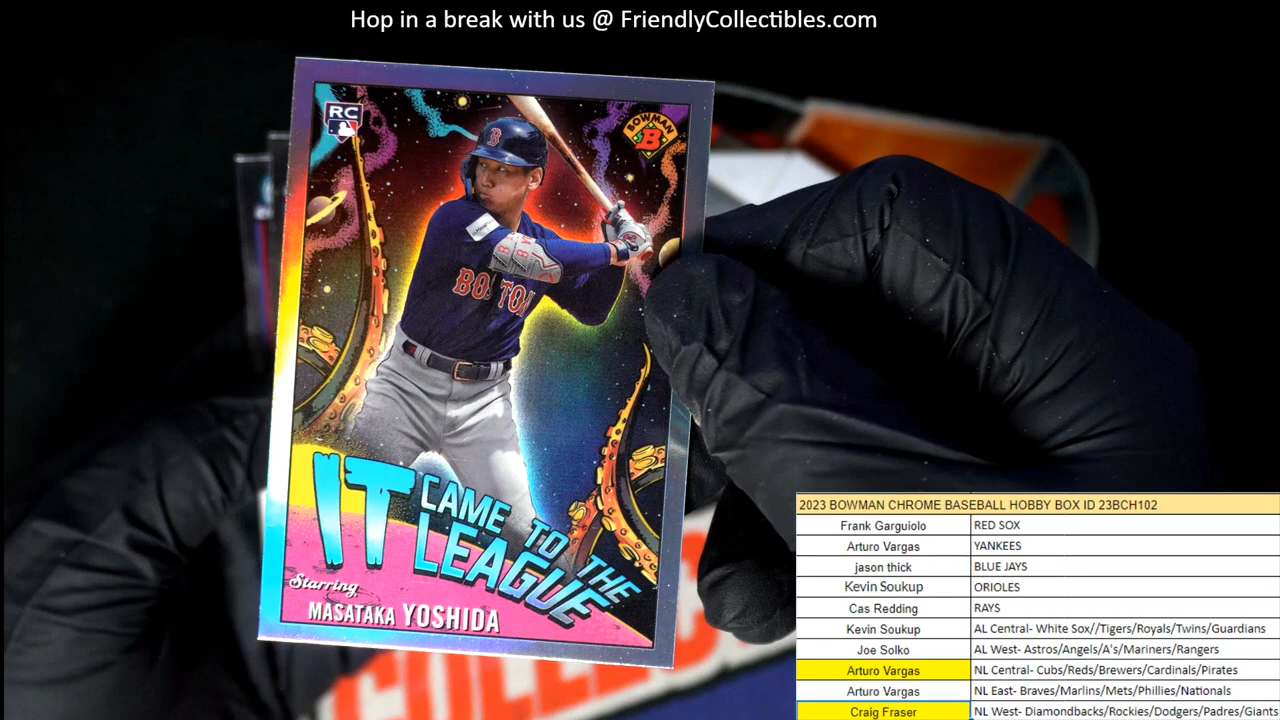 Hop in a break with us @ FriendlyCollectibles.com
RC
BOWMAN
B
B
BOSTON
IT CAME TO THE LEAGUE
Starring
MASATAKA YOSHIDA
2023 BOWMAN CHROME BASEBALL HOBBY BOX ID 23BCH102
Frank Garguiolo RED SOX
Arturo Vargas YANKEES
jason thick BLUE JAYS
Kevin Soukup ORIOLES
Cas Redding RAYS
Kevin Soukup AL Central- White Sox//Tigers/Royals/Twins/Guardians
Joe Solko AL West- Astros/Angels/A's/Mariners/Rangers
Arturo Vargas NL Central- Cubs/Reds/Brewers/Cardinals/Pirates
Arturo Vargas NL East- Braves/Marlins/Mets/Phillies/Nationals
Craig Fraser NL West- Diamondbacks/Rockies/Dodgers/Padres/Giants